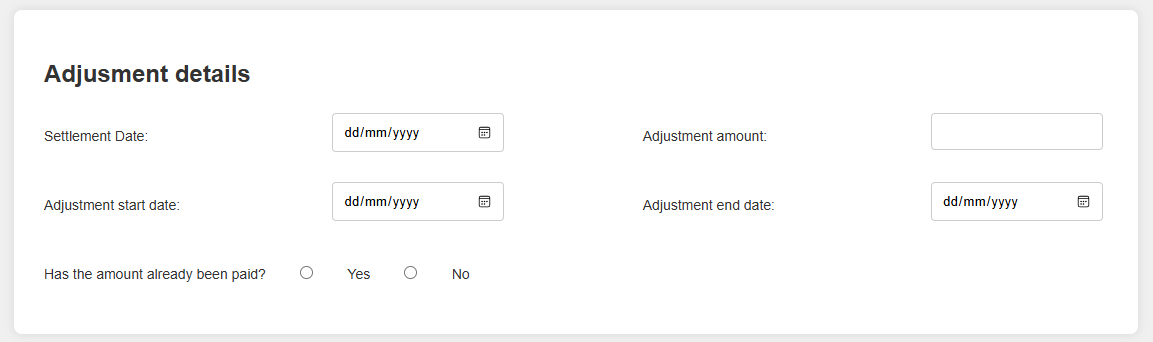 Adjusment details
Settlement Date: dd/mm/yyyy Adjustment amount:
Adjustment start date: dd/mm/yyyy Adjustment end date: dd/mm/yyyy
Has the amount already been paid? Yes No